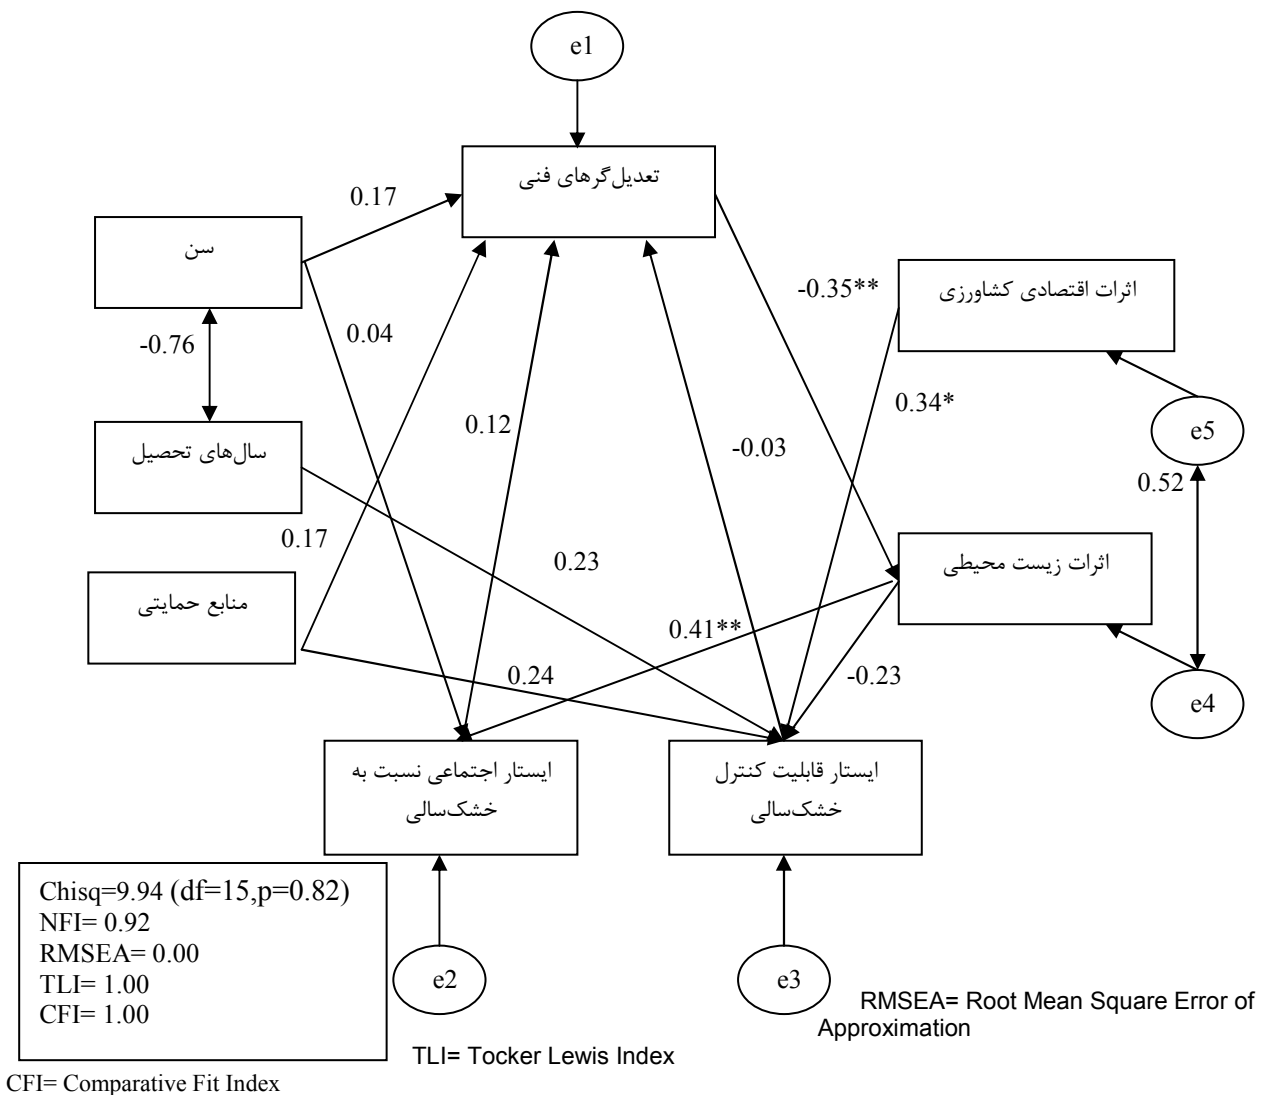 e1
تعدیل‌گرهای فنی
0.17
سن
-0.35**
اثرات اقتصادی کشاورزی
-0.76
0.04
0.34*
0.12
-0.03
e5
سال‌های تحصیل
0.52
0.17
0.23
اثرات زیست محیطی
منابع حمایتی
0.41**
0.24
-0.23
e4
ایستار اجتماعی نسبت به
خشک‌سالی
ایستار قابلیت کنترل
خشک‌سالی
Chisq=9.94 (df=15,p=0.82)
NFI= 0.92
RMSEA= 0.00
TLI= 1.00
CFI= 1.00
e2
e3
RMSEA= Root Mean Square Error of
Approximation
TLI= Tocker Lewis Index
CFI= Comparative Fit Index